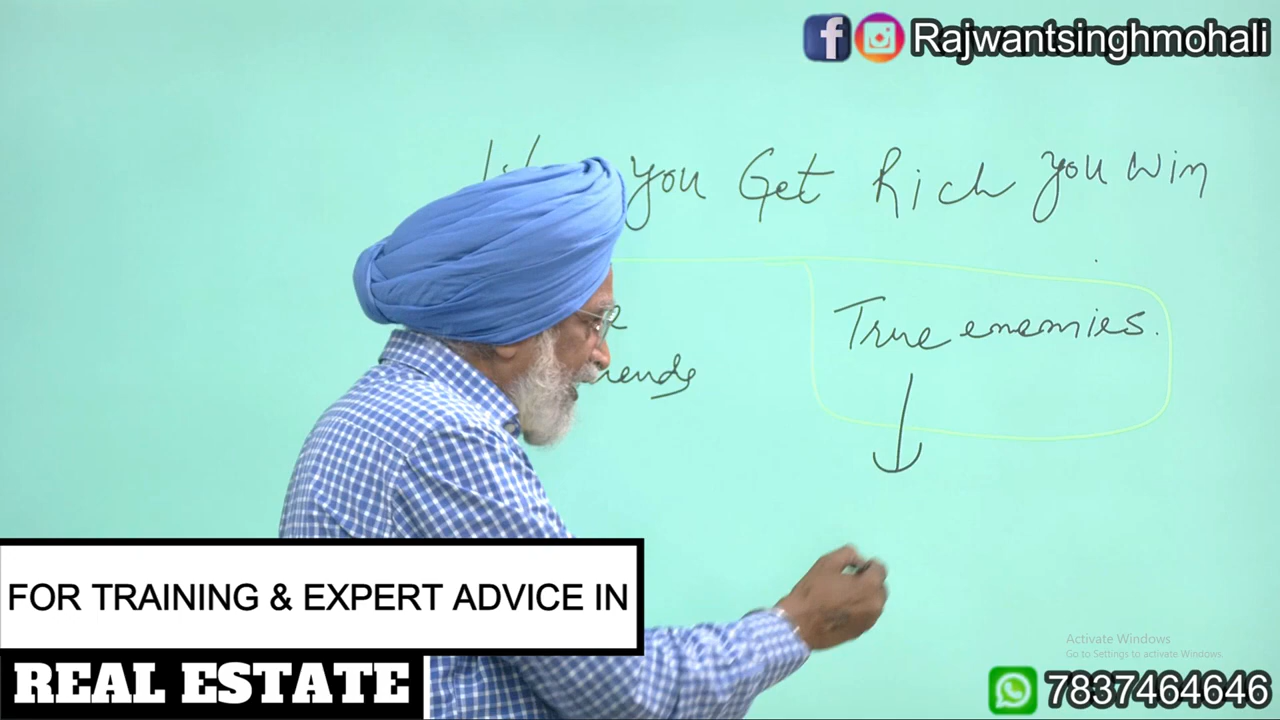 Rajwantsinghmohali
you Get Rich you win
True enemies.
FOR TRAINING & EXPERT ADVICE IN
REAL ESTATE
Activate Windows
Go to Settings to activate Windows.
7837464646